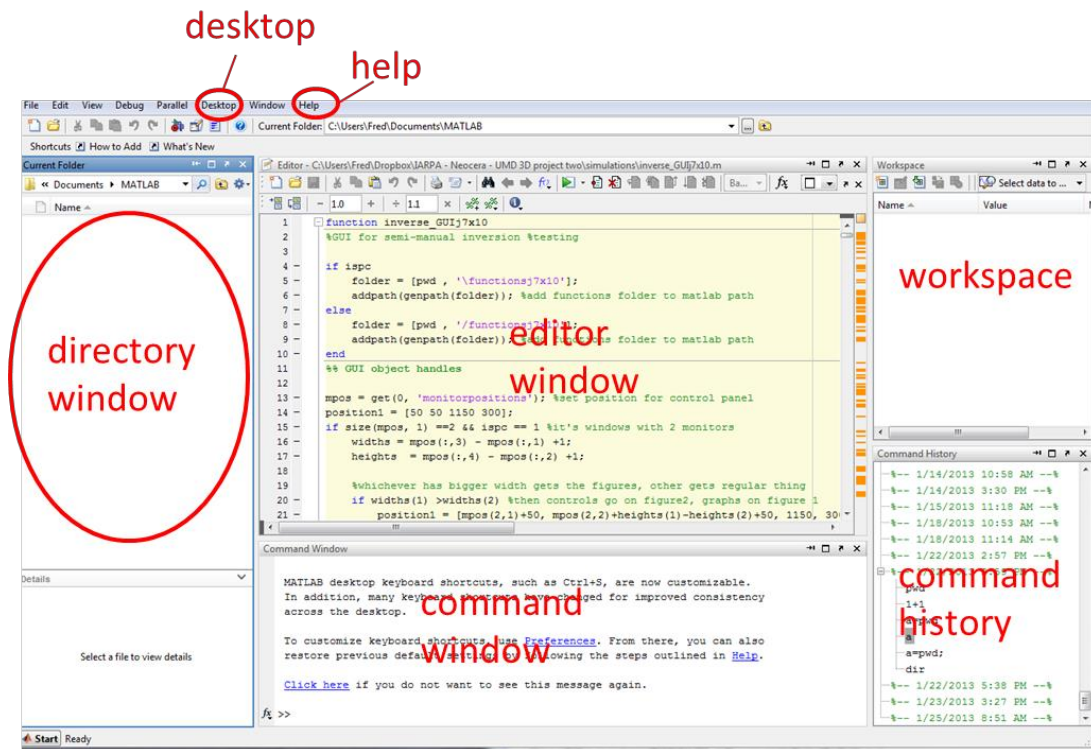 desktop
help
File Edit View Debug Parallel Desktop Window Help
Current Folder: C:\Users\Fred\Documents\MATLAB
Shortcuts How to Add What's New
Current Folder
« Documents ▸ MATLAB
Name
directory
window
Details
Select a file to view details
Editor - C:\Users\Fred\Dropbox\IARPA - Neocera - UMD 3D project two\simulations\inverse_GUIj7x10.m
Ba...
- 1.0 + ÷ 1.1 ×
1 function inverse_GUIj7x10
2 %GUI for semi-manual inversion %testing
3
4 - if ispc
5 - folder = [pwd , '\functionsj7x10'];
6 - addpath(genpath(folder)); %add functions folder to matlab path
7 - else
8 - folder = [pwd , '/functionsj7x10'];
9 - addpath(genpath(folder)); %add functions folder to matlab path
10 - end
11 %% GUI object handles
12
13 - mpos = get(0, 'monitorpositions'); %set position for control panel
14 - position1 = [50 50 1150 300];
15 - if size(mpos, 1) ==2 && ispc == 1 %it's windows with 2 monitors
16 - widths = mpos(:,3) - mpos(:,1) +1;
17 - heights = mpos(:,4) - mpos(:,2) +1;
18
19 %whichever has bigger width gets the figures, other gets regular thing
20 - if widths(1) >widths(2) %then controls go on figure2, graphs on figure 1
21 - position1 = [mpos(2,1)+50, mpos(2,2)+heights(1)-heights(2)+50, 1150, 30
editor
window
Command Window
MATLAB desktop keyboard shortcuts, such as Ctrl+S, are now customizable.
In addition, many keyboard shortcuts have changed for improved consistency
across the desktop.
To customize keyboard shortcuts, use Preferences. From there, you can also
restore previous default settings by following the steps outlined in Help.
Click here if you do not want to see this message again.
fx >>
command
window
Workspace
Select data to ...
Name Value
workspace
Command History
%-- 1/14/2013 10:58 AM --%
%-- 1/14/2013 3:30 PM --%
%-- 1/15/2013 11:18 AM --%
%-- 1/18/2013 10:53 AM --%
%-- 1/18/2013 11:14 AM --%
%-- 1/22/2013 2:57 PM --%
pwd
1+1
a=pwd
a
a=pwd;
dir
%-- 1/22/2013 5:38 PM --%
%-- 1/23/2013 3:27 PM --%
%-- 1/25/2013 8:51 AM --%
command
history
Start Ready